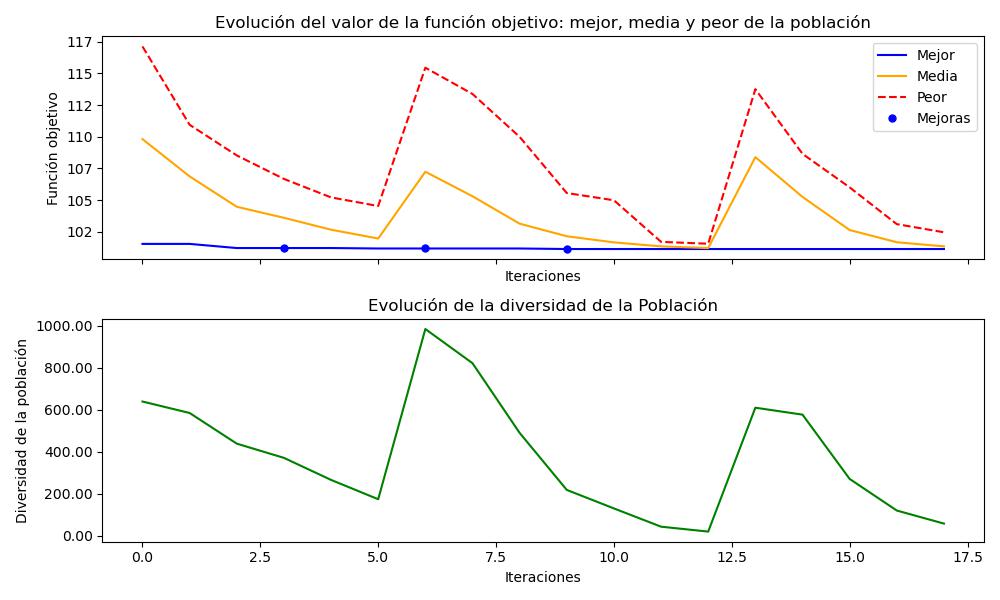 Evolución del valor de la función objetivo: mejor, media y peor de la población
Función objetivo
117
115
112
110
107
105
102
Mejor
Media
Peor
Mejoras
Iteraciones
Evolución de la diversidad de la Población
Diversidad de la población
1000.00
800.00
600.00
400.00
200.00
0.00
0.0 2.5 5.0 7.5 10.0 12.5 15.0 17.5
Iteraciones